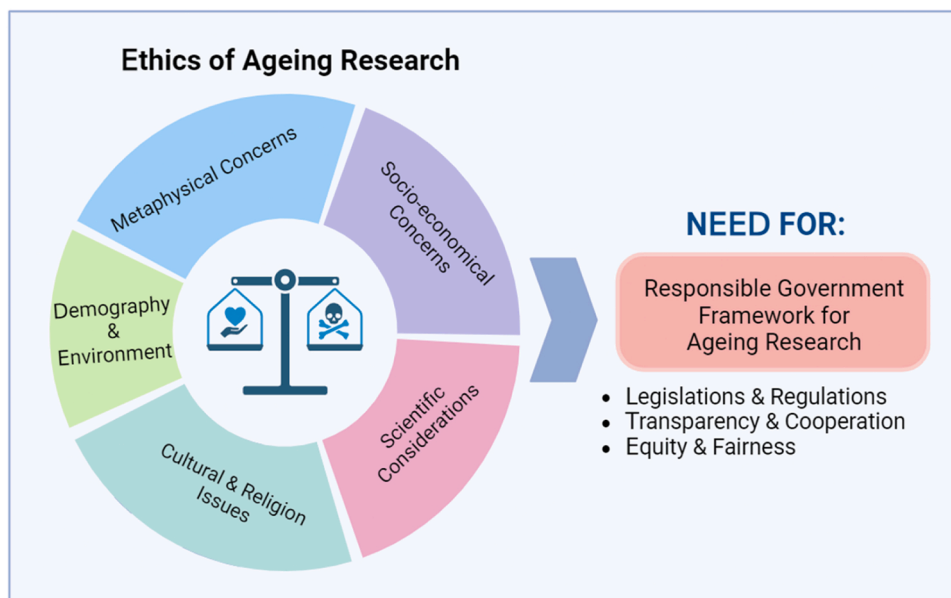 Ethics of Ageing Research
Metaphysical Concerns
Socio-economical
Concerns
Demography
&
Environment
Scientific
Considerations
Cultural & Religion
Issues
NEED FOR:
Responsible Government
Framework for
Ageing Research
• Legislations & Regulations
• Transparency & Cooperation
• Equity & Fairness